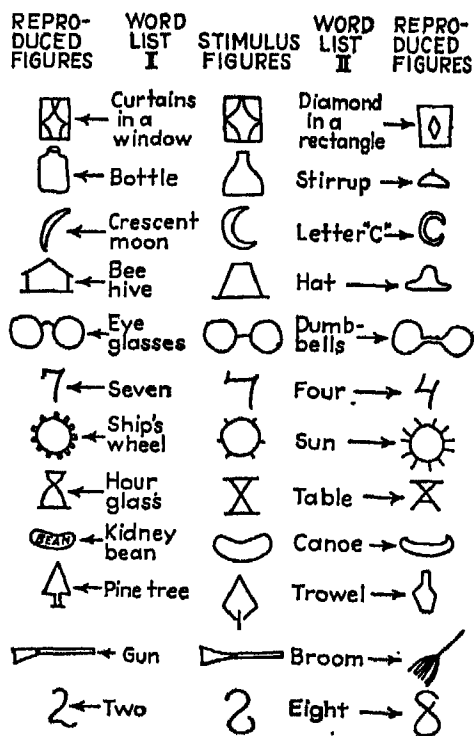 REPRO-
DUCED
FIGURES
WORD
LIST
I
STIMULUS
FIGURES
WORD
LIST
II
REPRO-
DUCED
FIGURES
Curtains
in a
window
Diamond
in a
rectangle
Bottle
Stirrup
Crescent
moon
Letter "C"
Bee
hive
Hat
Eye
glasses
Dumb-
bells
Seven
Four
Ship's
wheel
Sun
Hour
glass
Table
BEAN
Kidney
bean
Canoe
Pine tree
Trowel
Gun
Broom
Two
Eight